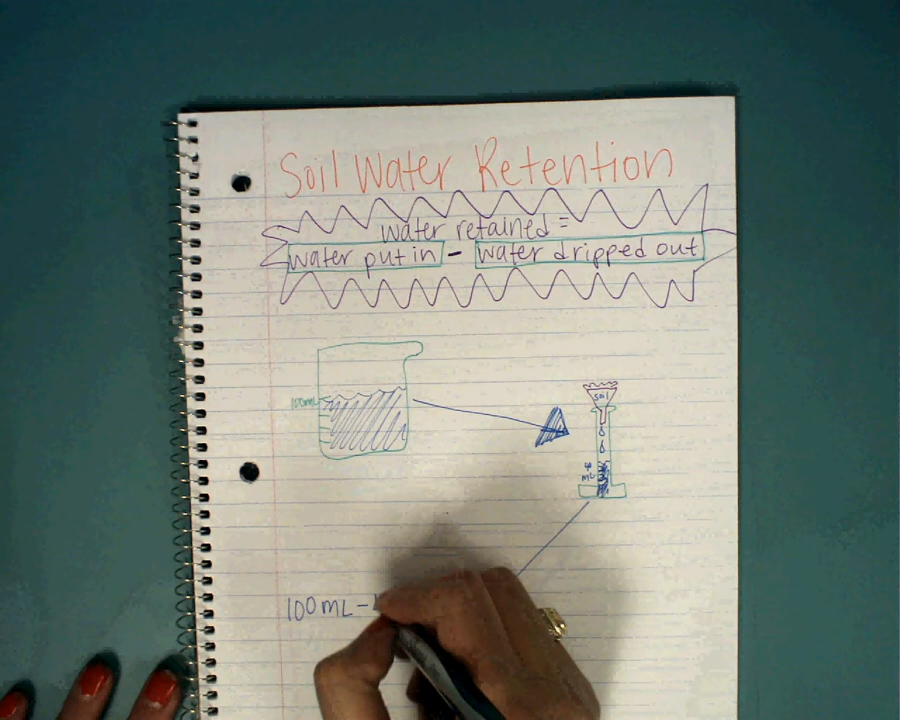 Soil Water Retention
water retained =
water put in - water dripped out
100mL
soil
mL
100mL -